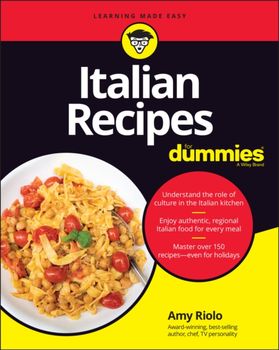 LEARNING MADE EASY
Italian
Recipes
for
dummies
A Wiley Brand
Understand the role of
culture in the Italian kitchen
Enjoy authentic, regional
Italian food for every meal
Master over 150
recipes—even for holidays
Amy Riolo
Award-winning, best-selling
author, chef, TV personality